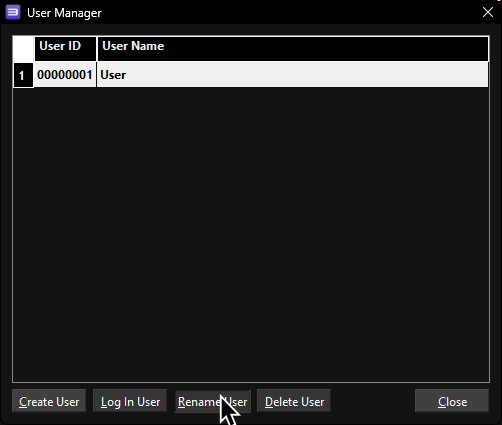 User Manager
User ID User Name
1 00000001 User
Create User Log In User Rename User Delete User Close